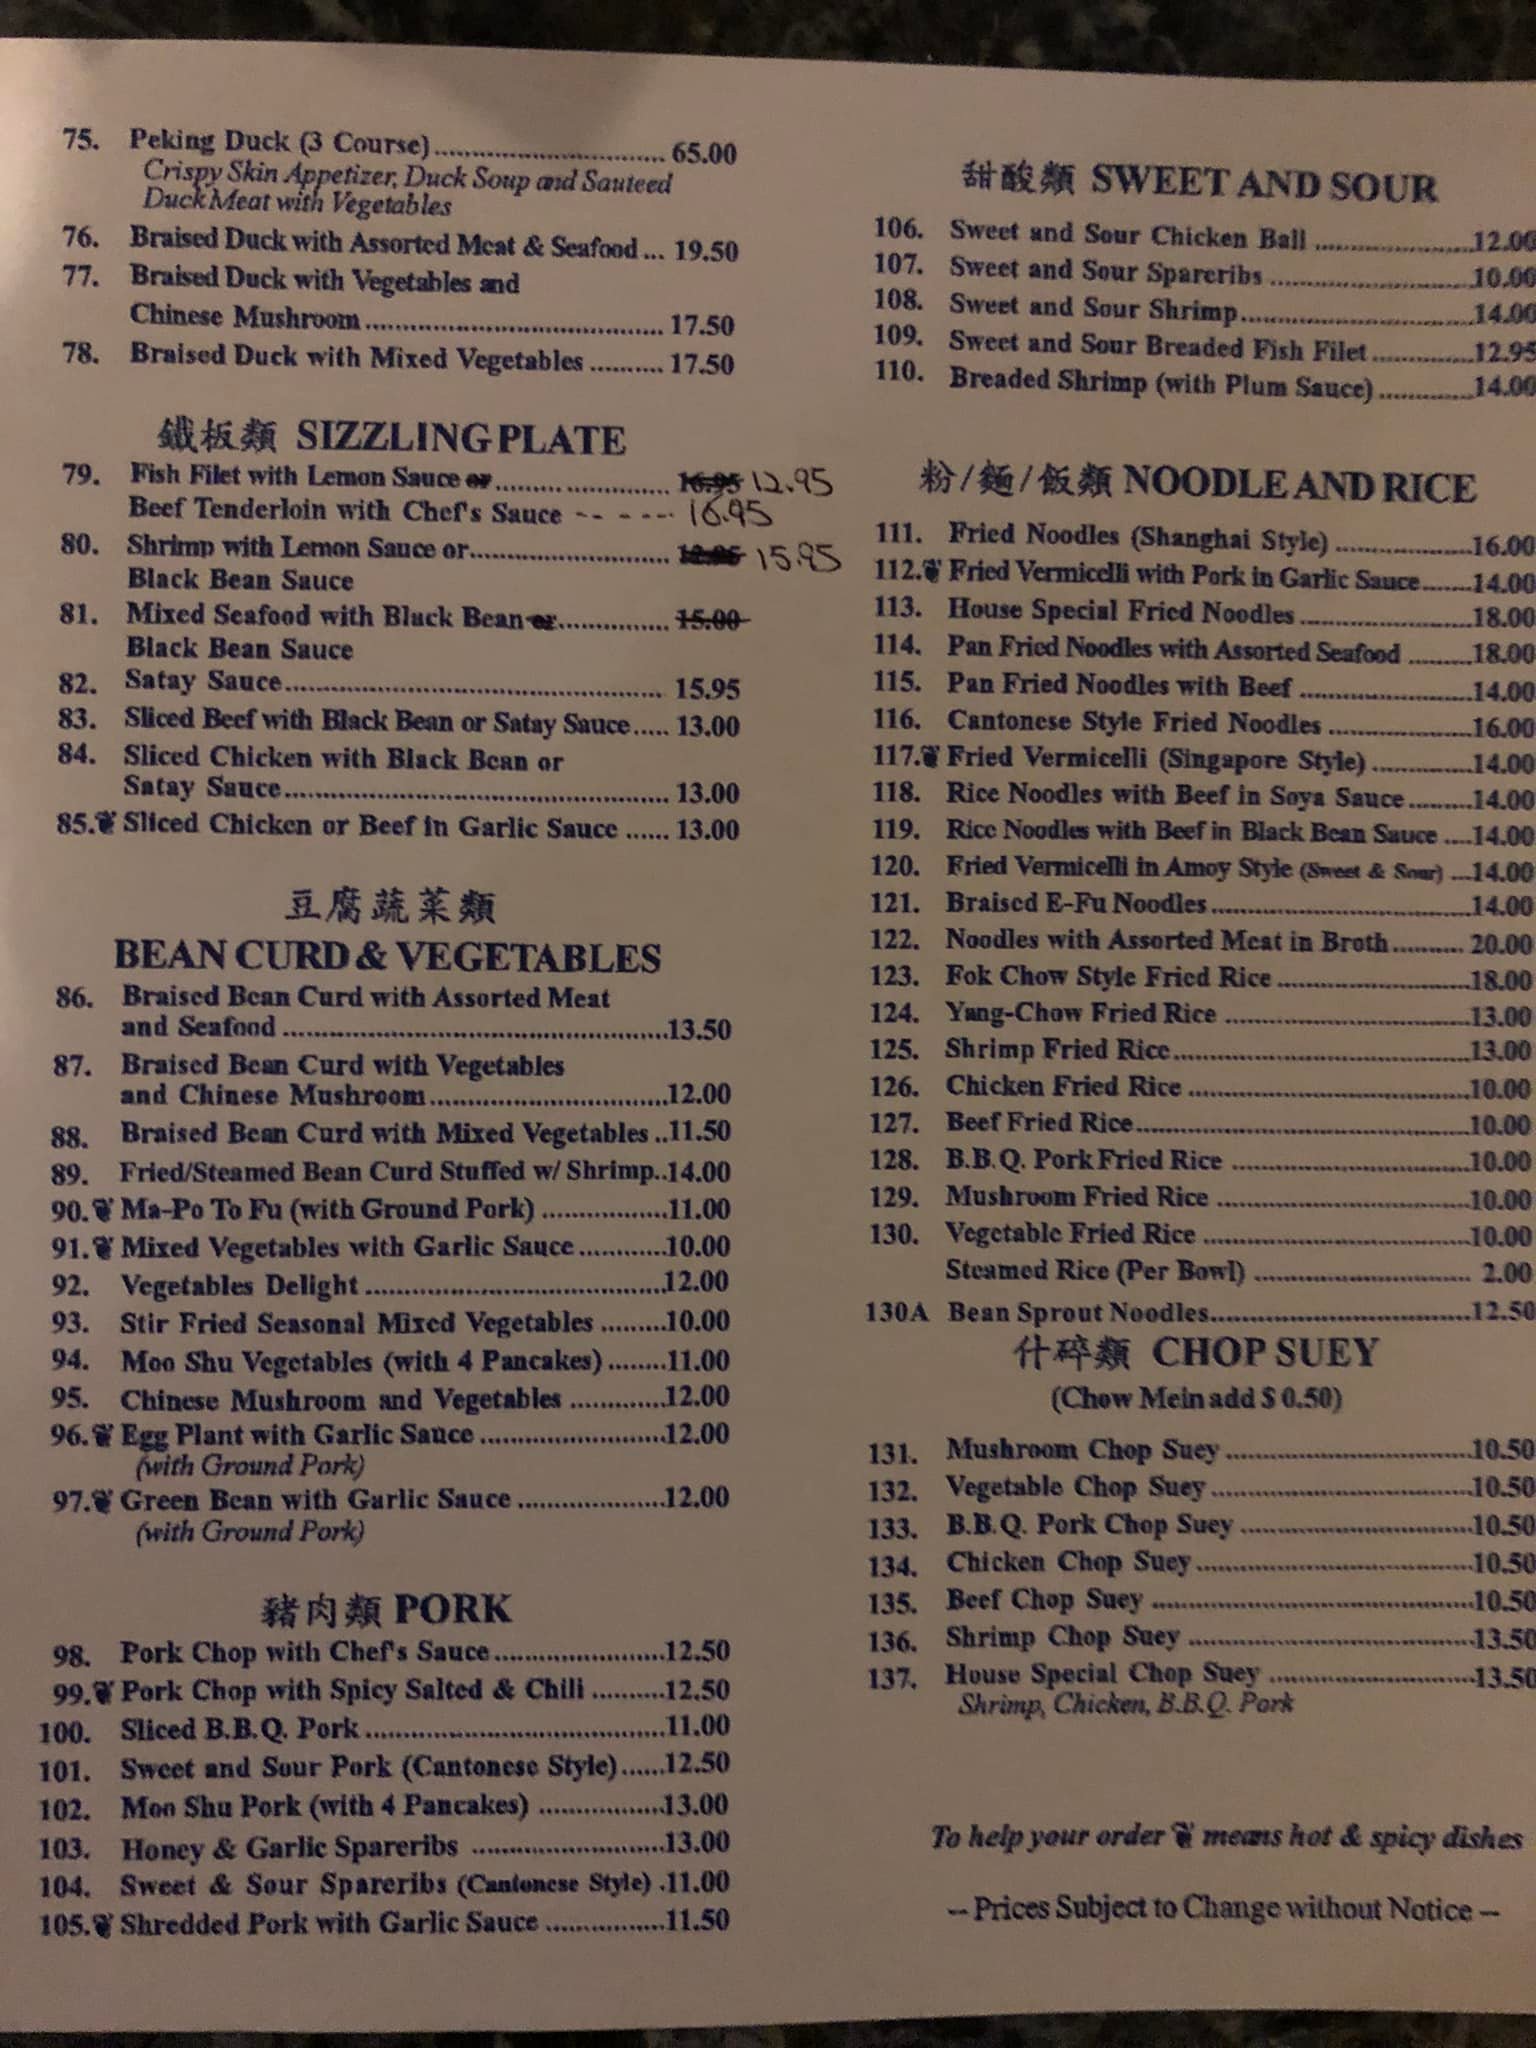 75. Peking Duck (3 Course)............................... 65.00
Crispy Skin Appetizer, Duck Soup and Sauteed
Duck Meat with Vegetables
76. Braised Duck with Assorted Meat & Seafood... 19.50
77. Braised Duck with Vegetables and
Chinese Mushroom........................................ 17.50
78. Braised Duck with Mixed Vegetables .......... 17.50
鐵板類 SIZZLING PLATE
79. Fish Filet with Lemon Sauce or......... .............. 16.95 12.95
Beef Tenderloin with Chef's Sauce -- - --- 16.95
80. Shrimp with Lemon Sauce or........................... 15.95
Black Bean Sauce
81. Mixed Seafood with Black Bean or............... 15.00
Black Bean Sauce
82. Satay Sauce................................................... 15.95
83. Sliced Beef with Black Bean or Satay Sauce..... 13.00
84. Sliced Chicken with Black Bean or
Satay Sauce................................................... 13.00
85. Sliced Chicken or Beef in Garlic Sauce ...... 13.00
豆腐蔬菜類
BEAN CURD & VEGETABLES
86. Braised Bean Curd with Assorted Meat
and Seafood ....................................................13.50
87. Braised Bean Curd with Vegetables
and Chinese Mushroom................................12.00
88. Braised Bean Curd with Mixed Vegetables ..11.50
89. Fried/Steamed Bean Curd Stuffed w/ Shrimp..14.00
90. Ma-Po To Fu (with Ground Pork) .................11.00
91. Mixed Vegetables with Garlic Sauce............10.00
92. Vegetables Delight ........................................12.00
93. Stir Fried Seasonal Mixed Vegetables .........10.00
94. Moo Shu Vegetables (with 4 Pancakes)........11.00
95. Chinese Mushroom and Vegetables .............12.00
96. Egg Plant with Garlic Sauce .........................12.00
(with Ground Pork)
97. Green Bean with Garlic Sauce ....................12.00
(with Ground Pork)
豬肉類 PORK
98. Pork Chop with Chef's Sauce.......................12.50
99. Pork Chop with Spicy Salted & Chili ..........12.50
100. Sliced B.B.Q. Pork ........................................11.00
101. Sweet and Sour Pork (Cantonese Style)......12.50
102. Moo Shu Pork (with 4 Pancakes) .................13.00
103. Honey & Garlic Spareribs ..........................13.00
104. Sweet & Sour Spareribs (Cantonese Style) .11.00
105. Shredded Pork with Garlic Sauce ................11.50
甜酸類 SWEET AND SOUR
106. Sweet and Sour Chicken Ball ......................12.00
107. Sweet and Sour Spareribs ...........................10.00
108. Sweet and Sour Shrimp................................14.00
109. Sweet and Sour Breaded Fish Filet ..............12.95
110. Breaded Shrimp (with Plum Sauce).............14.00
粉/麵/飯類 NOODLE AND RICE
111. Fried Noodles (Shanghai Style) ..................16.00
112. Fried Vermicelli with Pork in Garlic Sauce.......14.00
113. House Special Fried Noodles .......................18.00
114. Pan Fried Noodles with Assorted Seafood .........18.00
115. Pan Fried Noodles with Beef .......................14.00
116. Cantonese Style Fried Noodles ...................16.00
117. Fried Vermicelli (Singapore Style) ..............14.00
118. Rice Noodles with Beef in Soya Sauce.........14.00
119. Rice Noodles with Beef in Black Bean Sauce ....14.00
120. Fried Vermicelli in Amoy Style (Sweet & Sour) ...14.00
121. Braised E-Fu Noodles...................................14.00
122. Noodles with Assorted Meat in Broth.......... 20.00
123. Fok Chow Style Fried Rice ..........................18.00
124. Yang-Chow Fried Rice .................................13.00
125. Shrimp Fried Rice........................................13.00
126. Chicken Fried Rice ......................................10.00
127. Beef Fried Rice.............................................10.00
128. B.B.Q. Pork Fried Rice ................................10.00
129. Mushroom Fried Rice ..................................10.00
130. Vegetable Fried Rice ....................................10.00
Steamed Rice (Per Bowl) ............................. 2.00
130A Bean Sprout Noodles...................................12.50
什碎類 CHOP SUEY
(Chow Mein add $ 0.50)
131. Mushroom Chop Suey .................................10.50
132. Vegetable Chop Suey...................................10.50
133. B.B.Q. Pork Chop Suey ...............................10.50
134. Chicken Chop Suey.....................................10.50
135. Beef Chop Suey ...........................................10.50
136. Shrimp Chop Suey ......................................13.50
137. House Special Chop Suey ...........................13.50
Shrimp, Chicken, B.B.Q. Pork
To help your order means hot & spicy dishes
-- Prices Subject to Change without Notice --